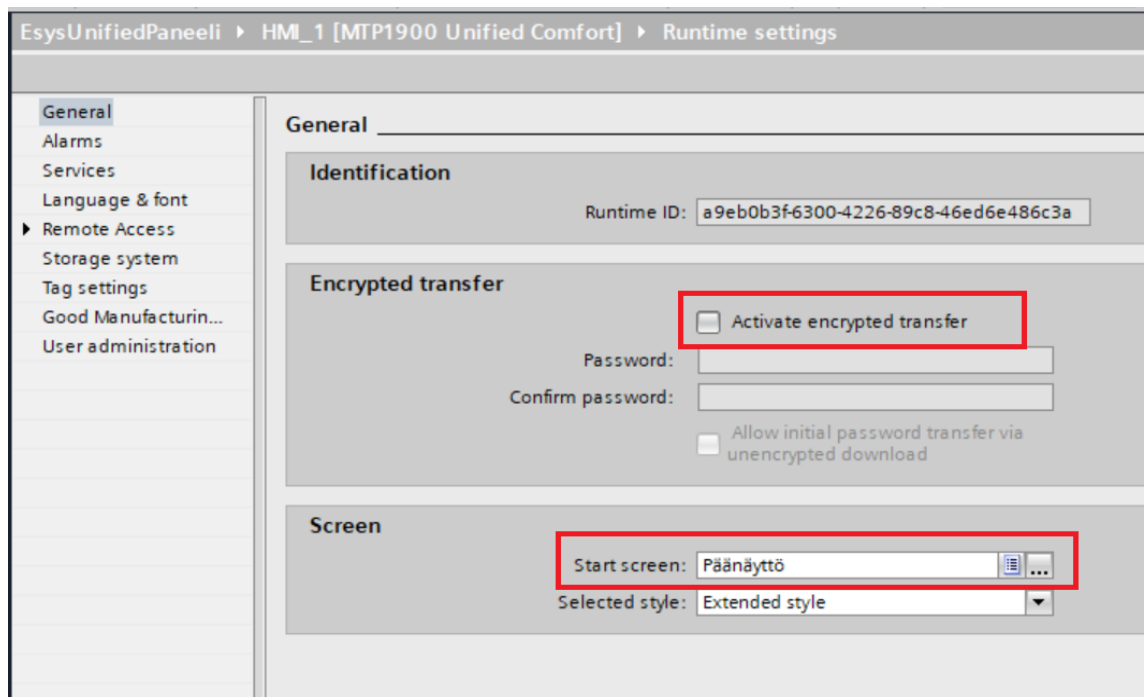 EsysUnifiedPaneeli ▸ HMI_1 [MTP1900 Unified Comfort] ▸ Runtime settings
General
Alarms
Services
Language & font
Remote Access
Storage system
Tag settings
Good Manufacturin...
User administration
General
Identification
Runtime ID: a9eb0b3f-6300-4226-89c8-46ed6e486c3a
Encrypted transfer
Activate encrypted transfer
Password:
Confirm password:
Allow initial password transfer via
unencrypted download
Screen
Start screen: Päänäyttö ...
Selected style: Extended style